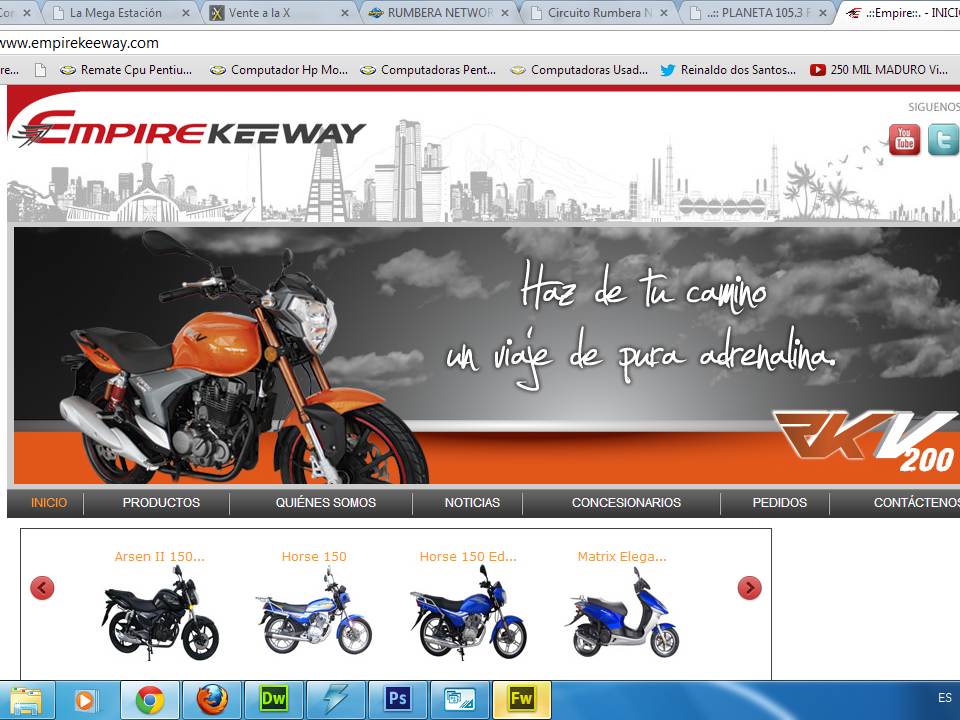 Cor
La Mega Estación
Vente a la X
RUMBERA NETWOR
Circuito Rumbera N
..:: PLANETA 105.3 F
.::Empire::. - INICI
www.empirekeeway.com
re...
Remate Cpu Pentiu...
Computador Hp Mo...
Computadoras Pent...
Computadoras Usad...
Reinaldo dos Santos...
250 MIL MADURO Vi...
SIGUENOS
EMPIRE KEEWAY
You Tube
t
Haz de tu camino
un viaje de pura adrenalina.
RKV
200
RKV 200
INICIO
PRODUCTOS
QUIÉNES SOMOS
NOTICIAS
CONCESIONARIOS
PEDIDOS
CONTÁCTENOS
Arsen II 150...
Horse 150
Horse 150 Ed...
Matrix Elega...
Dw
Ps
Fw
ES